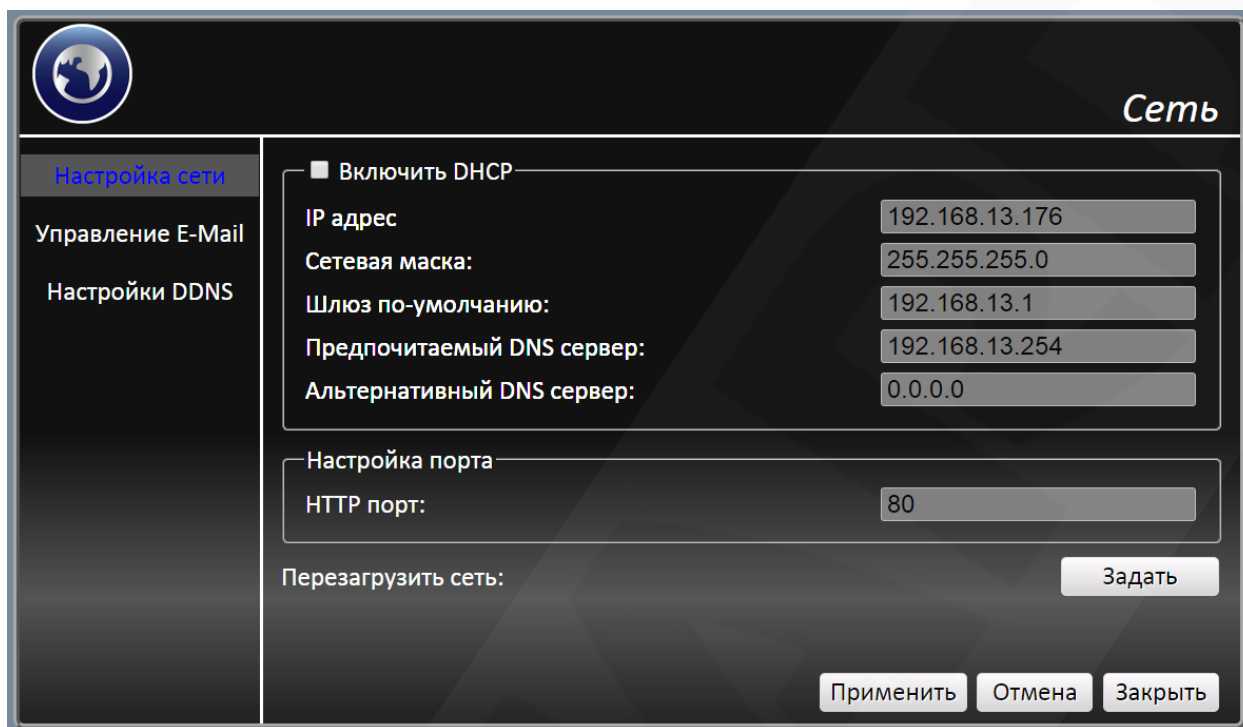 Сеть
Настройка сети
Управление E-Mail
Настройки DDNS
Включить DHCP
IP адрес 192.168.13.176
Сетевая маска: 255.255.255.0
Шлюз по-умолчанию: 192.168.13.1
Предпочитаемый DNS сервер: 192.168.13.254
Альтернативный DNS сервер: 0.0.0.0
Настройка порта
HTTP порт: 80
Перезагрузить сеть: Задать
Применить Отмена Закрыть